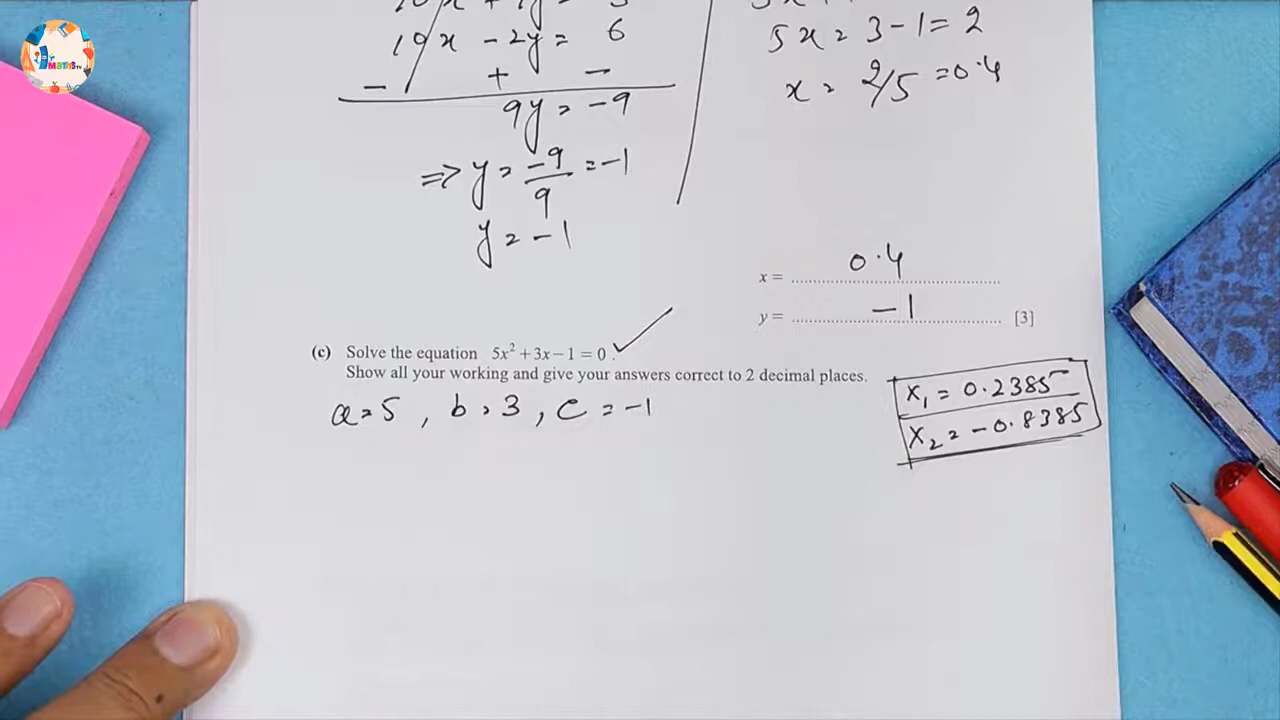 MATHSTV
10x - 2y = 6
- + -
9y = -9
⇒ y = -9/9 = -1
y = -1
5x = 3 - 1 = 2
x = 2/5 = 0.4
x = 0.4
y = -1 [3]
(c) Solve the equation 5x² + 3x − 1 = 0.
Show all your working and give your answers correct to 2 decimal places.
a = 5 , b = 3 , c = -1
x₁ = 0.2385
x₂ = -0.8385